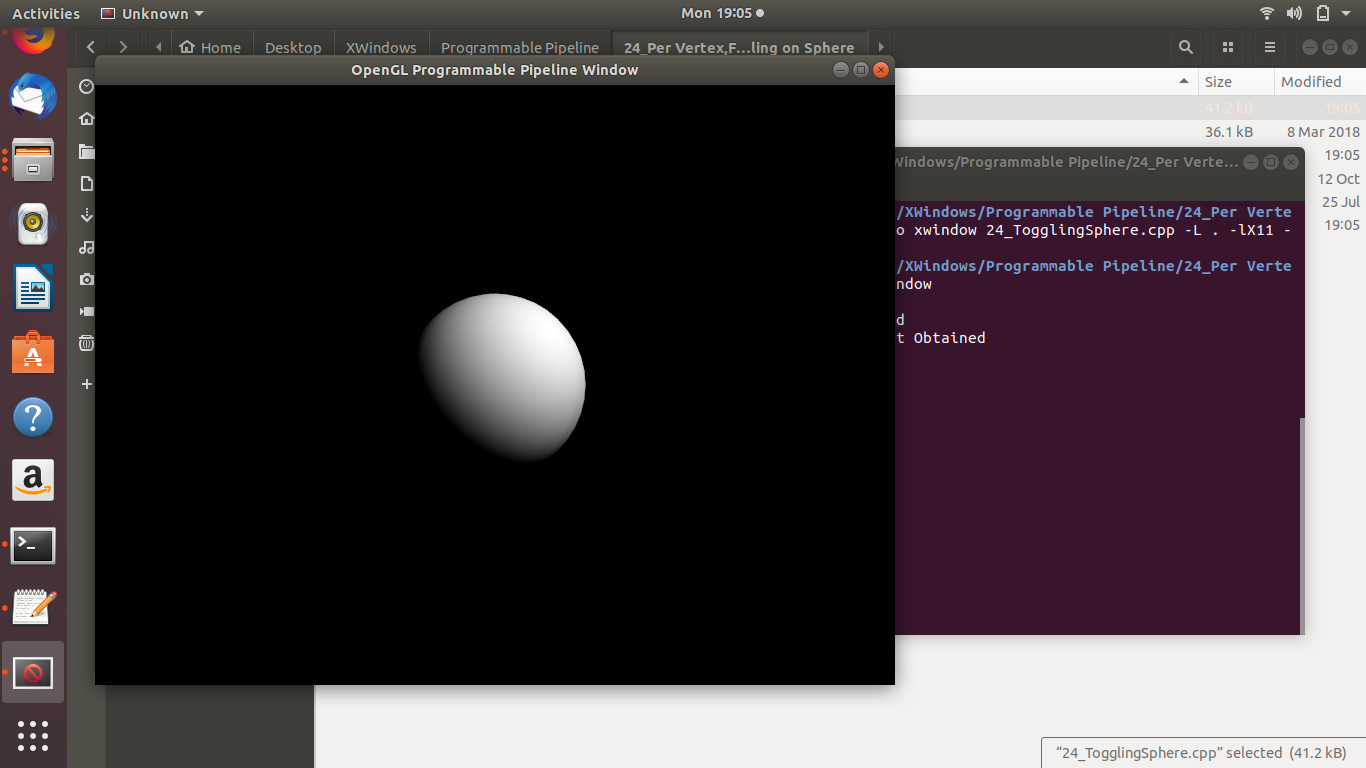 Activities Unknown Mon 19:05
Home Desktop XWindows Programmable Pipeline 24_Per Vertex,F...ling on Sphere
OpenGL Programmable Pipeline Window
Size Modified
41.2 kB 19:05
36.1 kB 8 Mar 2018
Windows/Programmable Pipeline/24_Per Verte...
19:05
12 Oct
25 Jul
19:05
/XWindows/Programmable Pipeline/24_Per Verte
o xwindow 24_TogglingSphere.cpp -L . -lX11 -
/XWindows/Programmable Pipeline/24_Per Verte
ndow
d
t Obtained
“24_TogglingSphere.cpp” selected (41.2 kB)